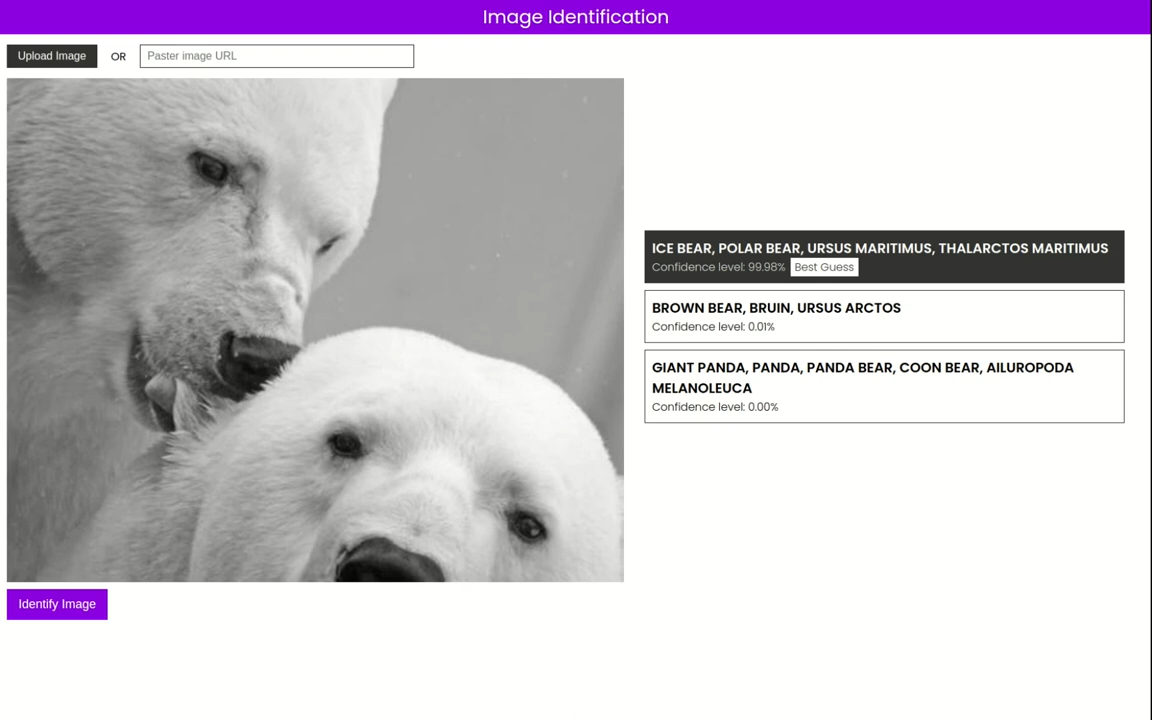 Image Identification
Upload Image OR Paster image URL
ICE BEAR, POLAR BEAR, URSUS MARITIMUS, THALARCTOS MARITIMUS
Confidence level: 99.98% Best Guess
BROWN BEAR, BRUIN, URSUS ARCTOS
Confidence level: 0.01%
GIANT PANDA, PANDA, PANDA BEAR, COON BEAR, AILUROPODA
MELANOLEUCA
Confidence level: 0.00%
Identify Image